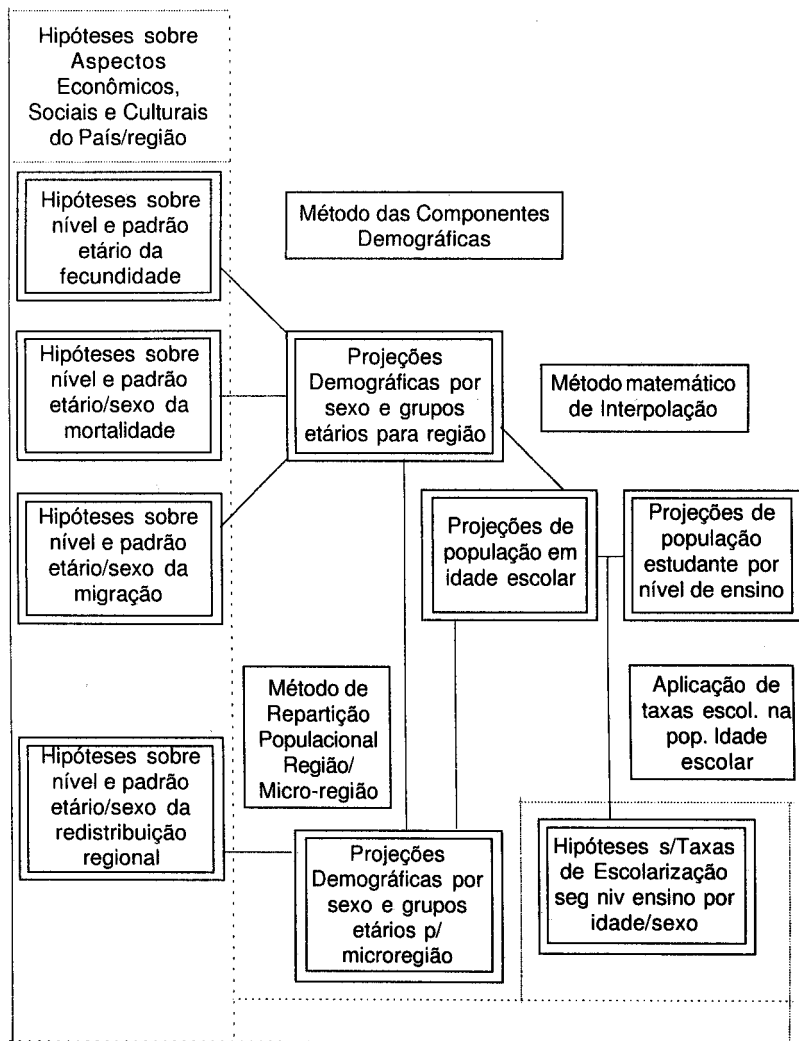 Hipóteses sobre
Aspectos
Econômicos,
Sociais e Culturais
do País/região
Hipóteses sobre
nível e padrão
etário da
fecundidade
Método das Componentes
Demográficas
Hipóteses sobre
nível e padrão
etário/sexo da
mortalidade
Projeções
Demográficas por
sexo e grupos
etários para região
Método matemático
de Interpolação
Hipóteses sobre
nível e padrão
etário/sexo da
migração
Projeções de
população em
idade escolar
Projeções de
população
estudante por
nível de ensino
Método de
Repartição
Populacional
Região/
Micro-região
Aplicação de
taxas escol. na
pop. Idade
escolar
Hipóteses sobre
nível e padrão
etário/sexo da
redistribuição
regional
Projeções
Demográficas por
sexo e grupos
etários p/
microregião
Hipóteses s/Taxas
de Escolarização
seg niv ensino por
idade/sexo